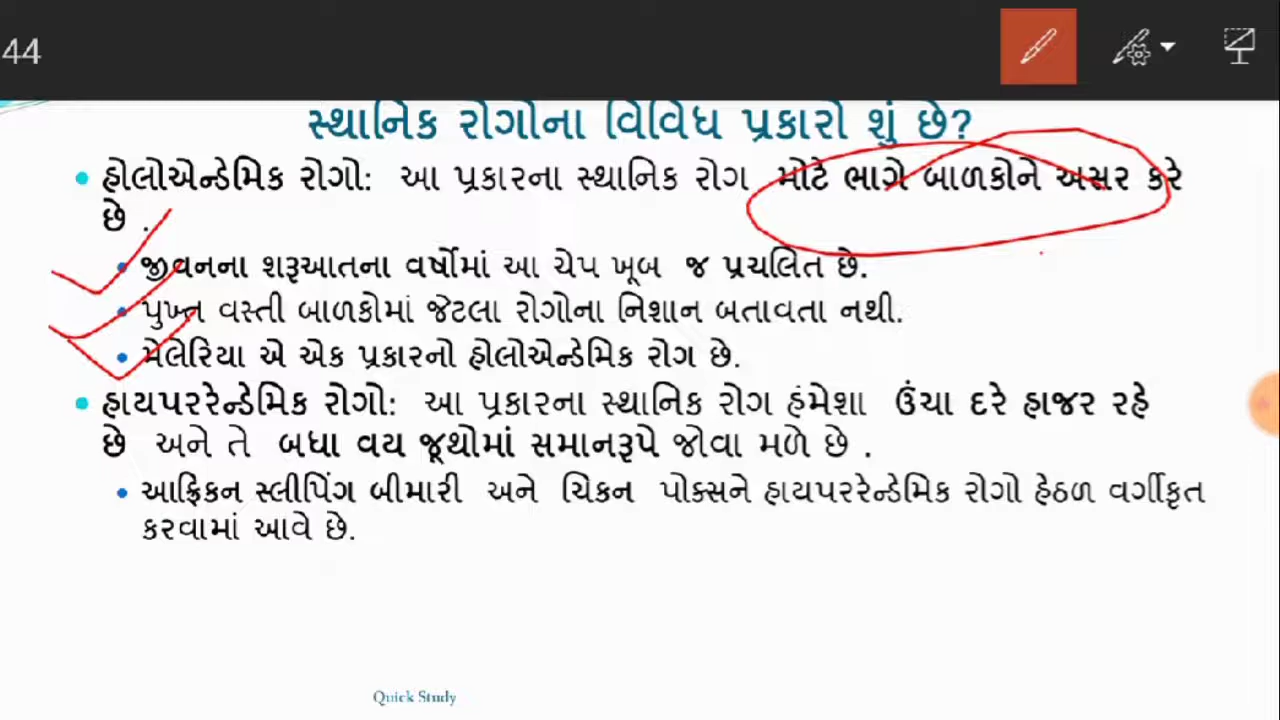 44
સ્થાનિક રોગોના વિવિધ પ્રકારો શું છે?
હોલોએન્ડેમિક રોગો: આ પ્રકારના સ્થાનિક રોગ મોટે ભાગે બાળકોને અસર કરે
છે .
જીવનના શરૂઆતના વર્ષોમાં આ ચેપ ખૂબ જ પ્રચલિત છે.
પુખ્ત વસ્તી બાળકોમાં જેટલા રોગોના નિશાન બતાવતા નથી.
મેલેરિયા એ એક પ્રકારનો હોલોએન્ડેમિક રોગ છે.
હાયપરરેન્ડેમિક રોગો: આ પ્રકારના સ્થાનિક રોગ હંમેશા ઉંચા દરે હાજર રહે
છે અને તે બધા વય જૂથોમાં સમાનરૂપે જોવા મળે છે .
આફ્રિકન સ્લીપિંગ બીમારી અને ચિકન પોક્સને હાયપરરેન્ડેમિક રોગો હેઠળ વર્ગીકૃત
કરવામાં આવે છે.
Quick Study